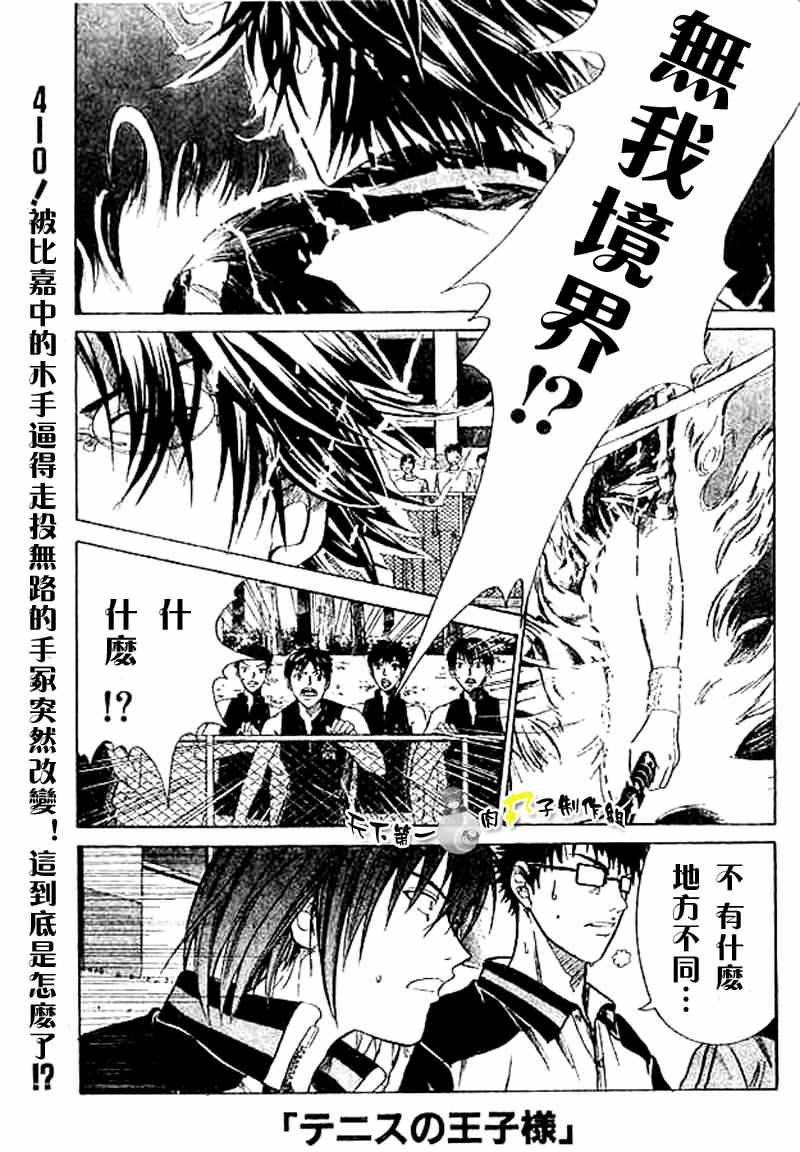 無我境界!?
4-10!被比嘉中的木手逼得走投無路的手冢突然改變!這到底是怎麼了!?
什
什麼!?
天下第一 肉丸子制作組
不有什麼
地方不同…
「テニスの王子様」